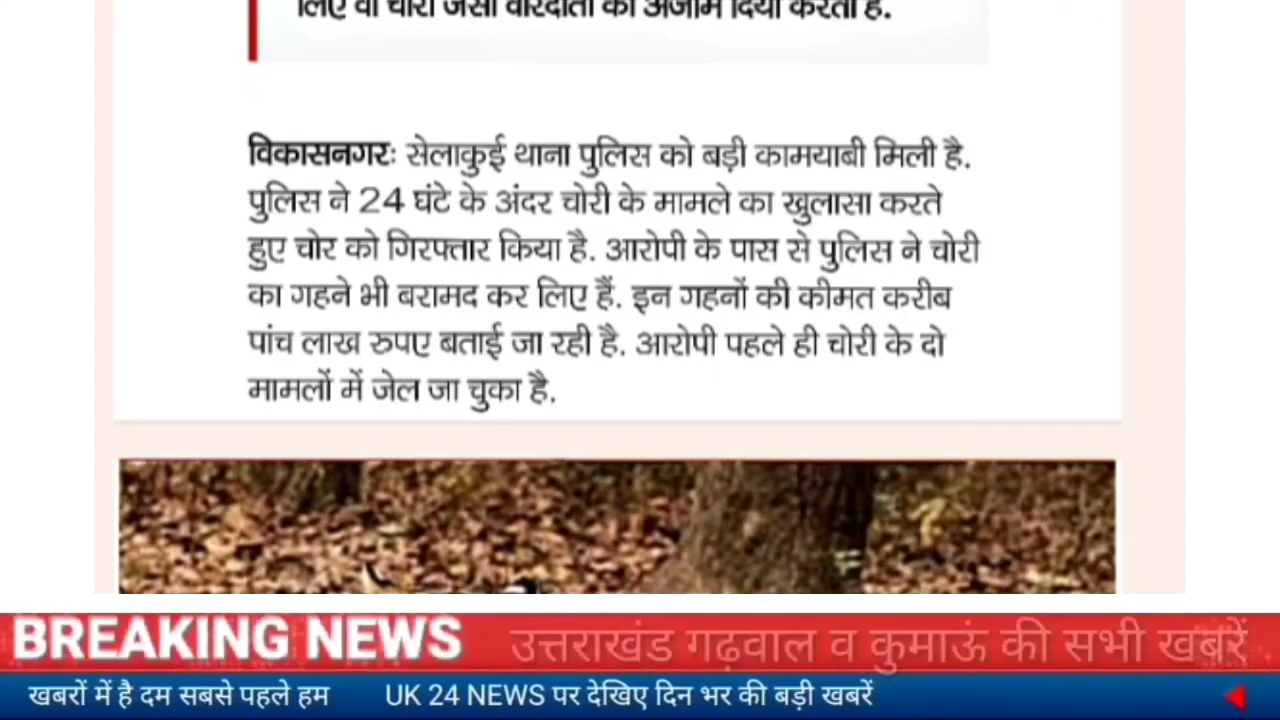 लिए वो चोरी जैसी वारदातों को अंजाम दिया करता है.
विकासनगर: सेलाकुई थाना पुलिस को बड़ी कामयाबी मिली है.
पुलिस ने 24 घंटे के अंदर चोरी के मामले का खुलासा करते
हुए चोर को गिरफ्तार किया है. आरोपी के पास से पुलिस ने चोरी
का गहने भी बरामद कर लिए हैं. इन गहनों की कीमत करीब
पांच लाख रुपए बताई जा रही है. आरोपी पहले ही चोरी के दो
मामलों में जेल जा चुका है.
BREAKING NEWS उत्तराखंड गढ़वाल व कुमाऊं की सभी खबरें
खबरों में है दम सबसे पहले हम UK 24 NEWS पर देखिए दिन भर की बड़ी खबरें